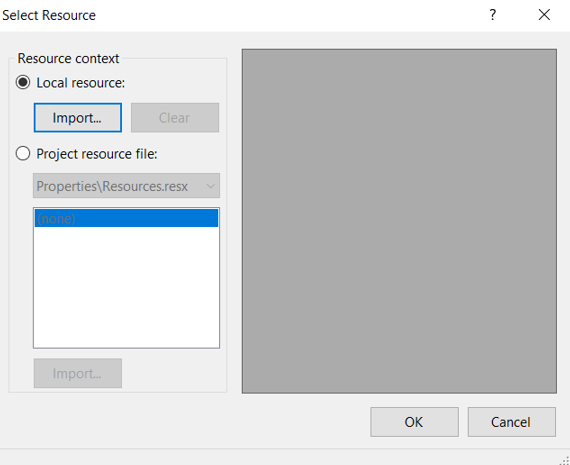 Select Resource
?
Resource context
Local resource:
Import... Clear
Project resource file:
Properties\Resources.resx
(none)
Import...
OK Cancel